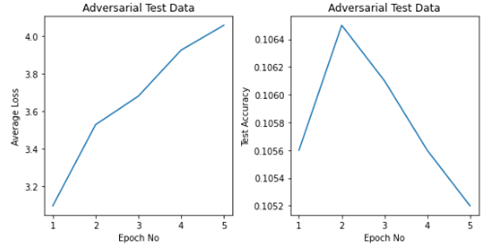 Adversarial Test Data
Average Loss
4.0
3.8
3.6
3.4
3.2
1 2 3 4 5
Epoch No
Adversarial Test Data
Test Accuracy
0.1064
0.1062
0.1060
0.1058
0.1056
0.1054
0.1052
1 2 3 4 5
Epoch No